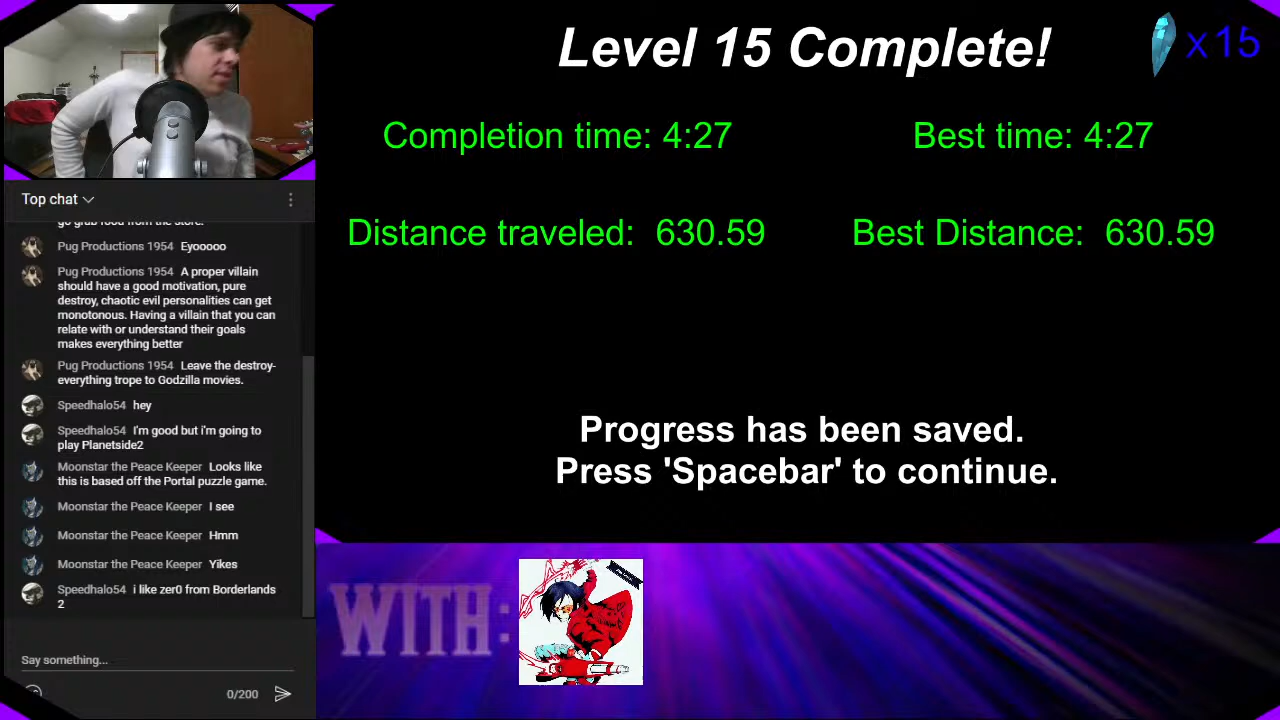 Level 15 Complete!
x15
Completion time: 4:27
Best time: 4:27
Distance traveled: 630.59
Best Distance: 630.59
Progress has been saved.
Press 'Spacebar' to continue.
Top chat
go grab food from the store.
Pug Productions 1954 Eyooooo
Pug Productions 1954 A proper villain
should have a good motivation, pure
destroy, chaotic evil personalities can get
monotonous. Having a villain that you can
relate with or understand their goals
makes everything better
Pug Productions 1954 Leave the destroy-
everything trope to Godzilla movies.
Speedhalo54 hey
Speedhalo54 I'm good but i'm going to
play Planetside2
Moonstar the Peace Keeper Looks like
this is based off the Portal puzzle game.
Moonstar the Peace Keeper I see
Moonstar the Peace Keeper Hmm
Moonstar the Peace Keeper Yikes
Speedhalo54 i like zer0 from Borderlands
2
Say something...
0/200
WITH: